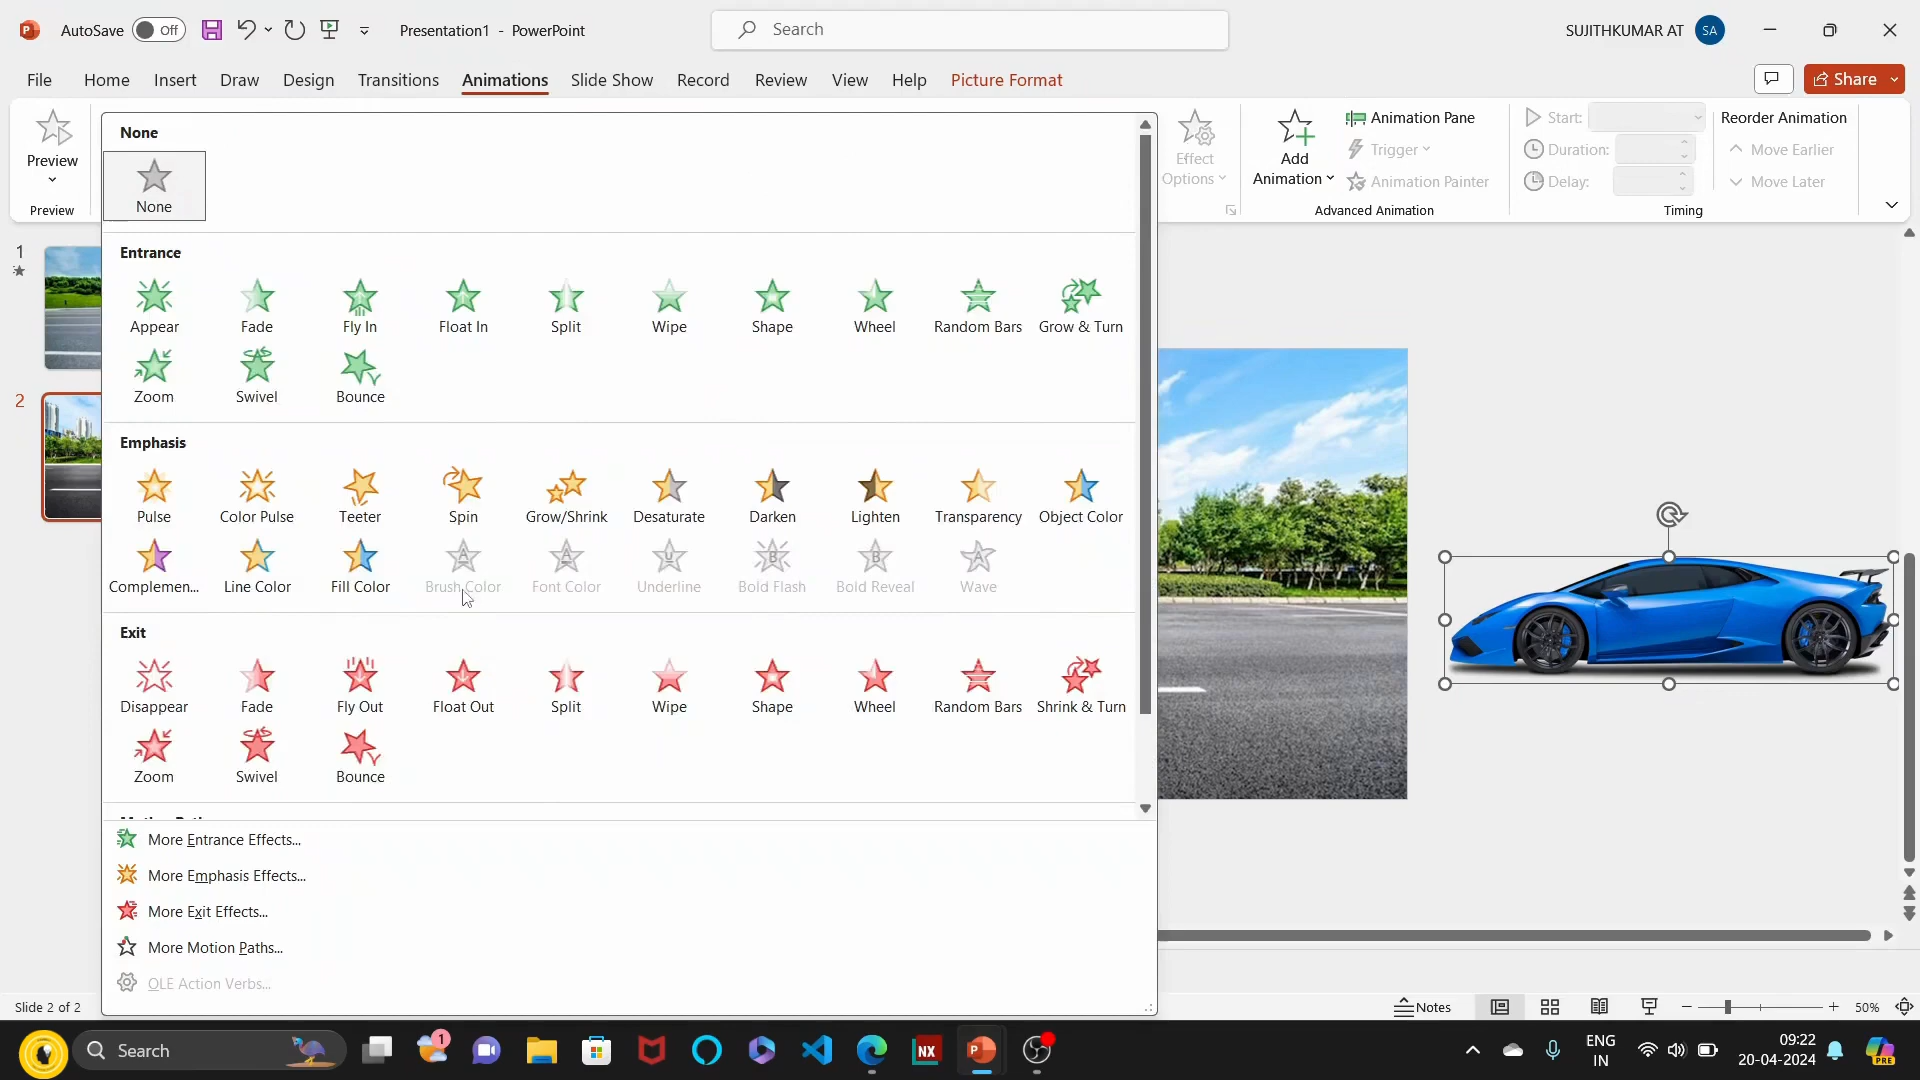 AutoSave Off Presentation1 - PowerPoint Search SUJITHKUMAR AT SA
File Home Insert Draw Design Transitions Animations Slide Show Record Review View Help Picture Format Share
Preview
Preview
None
None
Entrance
Appear Fade Fly In Float In Split Wipe Shape Wheel Random Bars Grow & Turn
Zoom Swivel Bounce
Emphasis
Pulse Color Pulse Teeter Spin Grow/Shrink Desaturate Darken Lighten Transparency Object Color
Complemen... Line Color Fill Color Brush Color Font Color Underline Bold Flash Bold Reveal Wave
Exit
Disappear Fade Fly Out Float Out Split Wipe Shape Wheel Random Bars Shrink & Turn
Zoom Swivel Bounce
More Entrance Effects...
More Emphasis Effects...
More Exit Effects...
More Motion Paths...
OLE Action Verbs...
Effect
Options
Add
Animation
Animation Pane
Trigger
Animation Painter
Advanced Animation
Start:
Duration:
Delay:
Reorder Animation
Move Earlier
Move Later
Timing
1
2
Slide 2 of 2 Notes 50%
Search 1 NX ENG
IN
09:22
20-04-2024
PRE